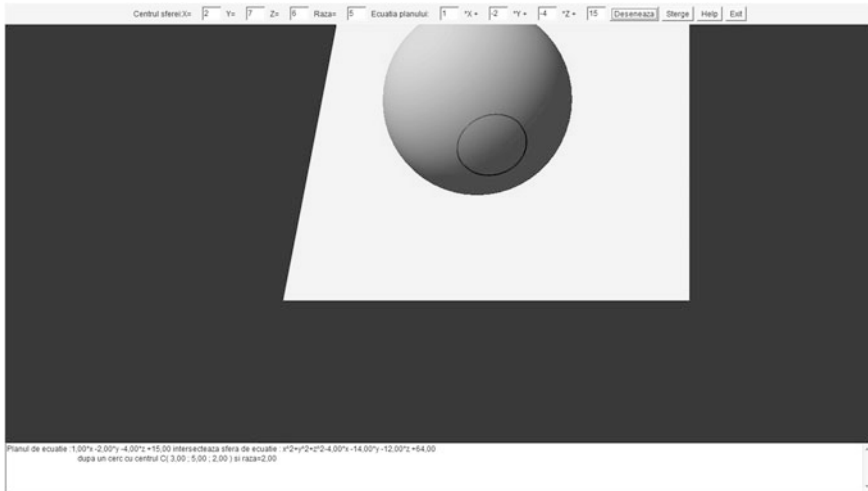 Centrul sferei:X= 2 Y= 7 Z= 6 Raza= 5 Ecuatia planului: 1 *X + -2 *Y + -4 *Z + 15 Deseneaza Sterge Help Exit
Planul de ecuatie :1,00*x -2,00*y -4,00*z +15,00 intersecteaza sfera de ecuatie : x^2+y^2+z^2-4,00*x -14,00*y -12,00*z +64,00
dupa un cerc cu centrul C( 3,00 ; 5,00 ; 2,00 ) si raza=2,00